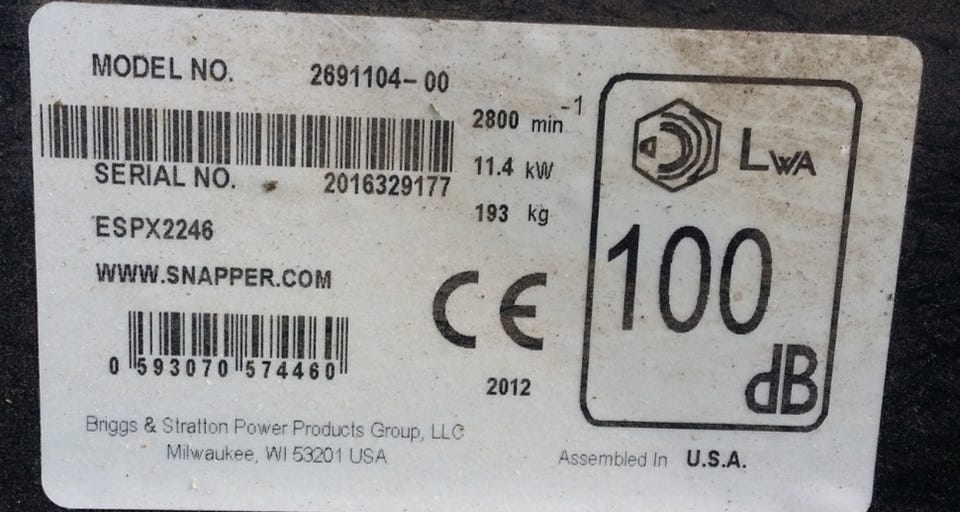 MODEL NO. 2691104-00
SERIAL NO. 2016329177
ESPX2246
WWW.SNAPPER.COM
0 593070 574460
Briggs & Stratton Power Products Group, LLC
Milwaukee, WI 53201 USA
2800 min-1
11.4 kW
193 kg
CE
2012
LWA
100
dB
Assembled In U.S.A.